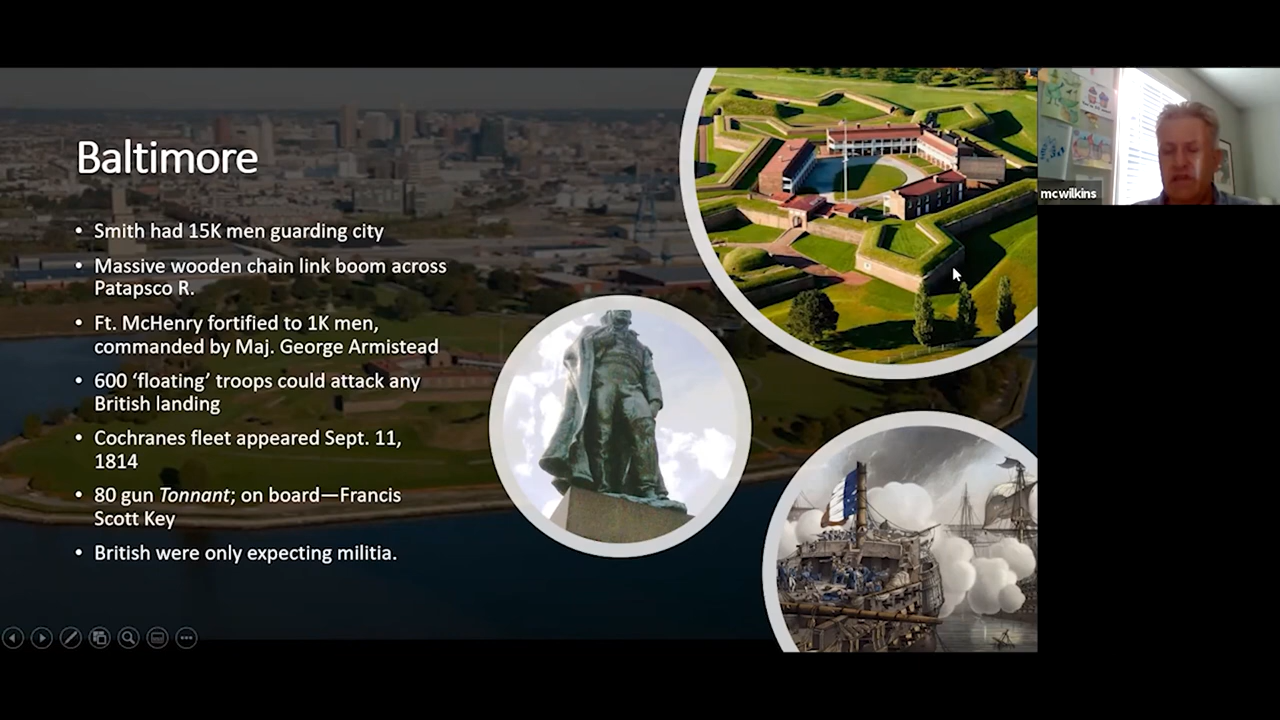 Baltimore
• Smith had 15K men guarding city
• Massive wooden chain link boom across
Patapsco R.
• Ft. McHenry fortified to 1K men,
commanded by Maj. George Armistead
• 600 ‘floating’ troops could attack any
British landing
• Cochranes fleet appeared Sept. 11,
1814
• 80 gun Tonnant; on board—Francis
Scott Key
• British were only expecting militia.
mcwilkins